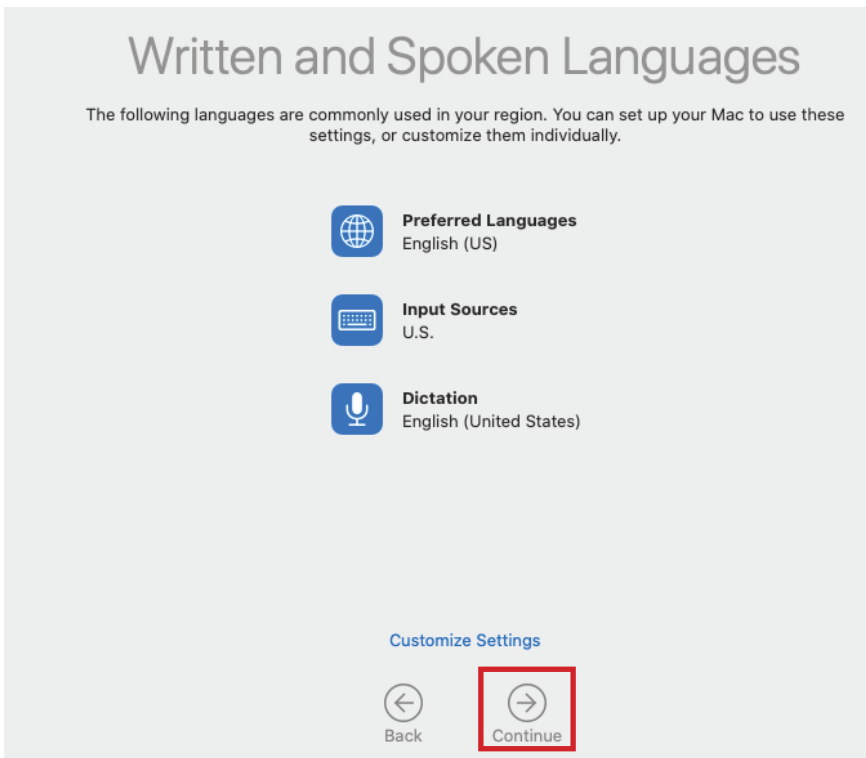 Written and Spoken Languages
The following languages are commonly used in your region. You can set up your Mac to use these
settings, or customize them individually.
Preferred Languages
English (US)
Input Sources
U.S.
Dictation
English (United States)
Customize Settings
Back
Continue